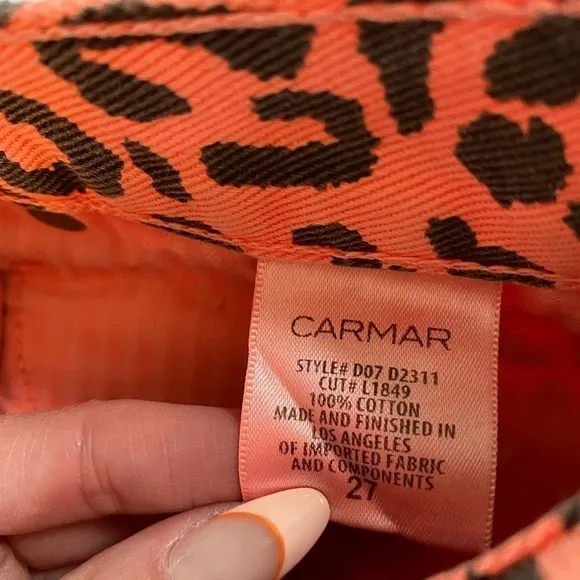 CARMAR
STYLE# D07 D2311
CUT# L1849
100% COTTON
MADE AND FINISHED IN
LOS ANGELES
OF IMPORTED FABRIC
AND COMPONENTS
27